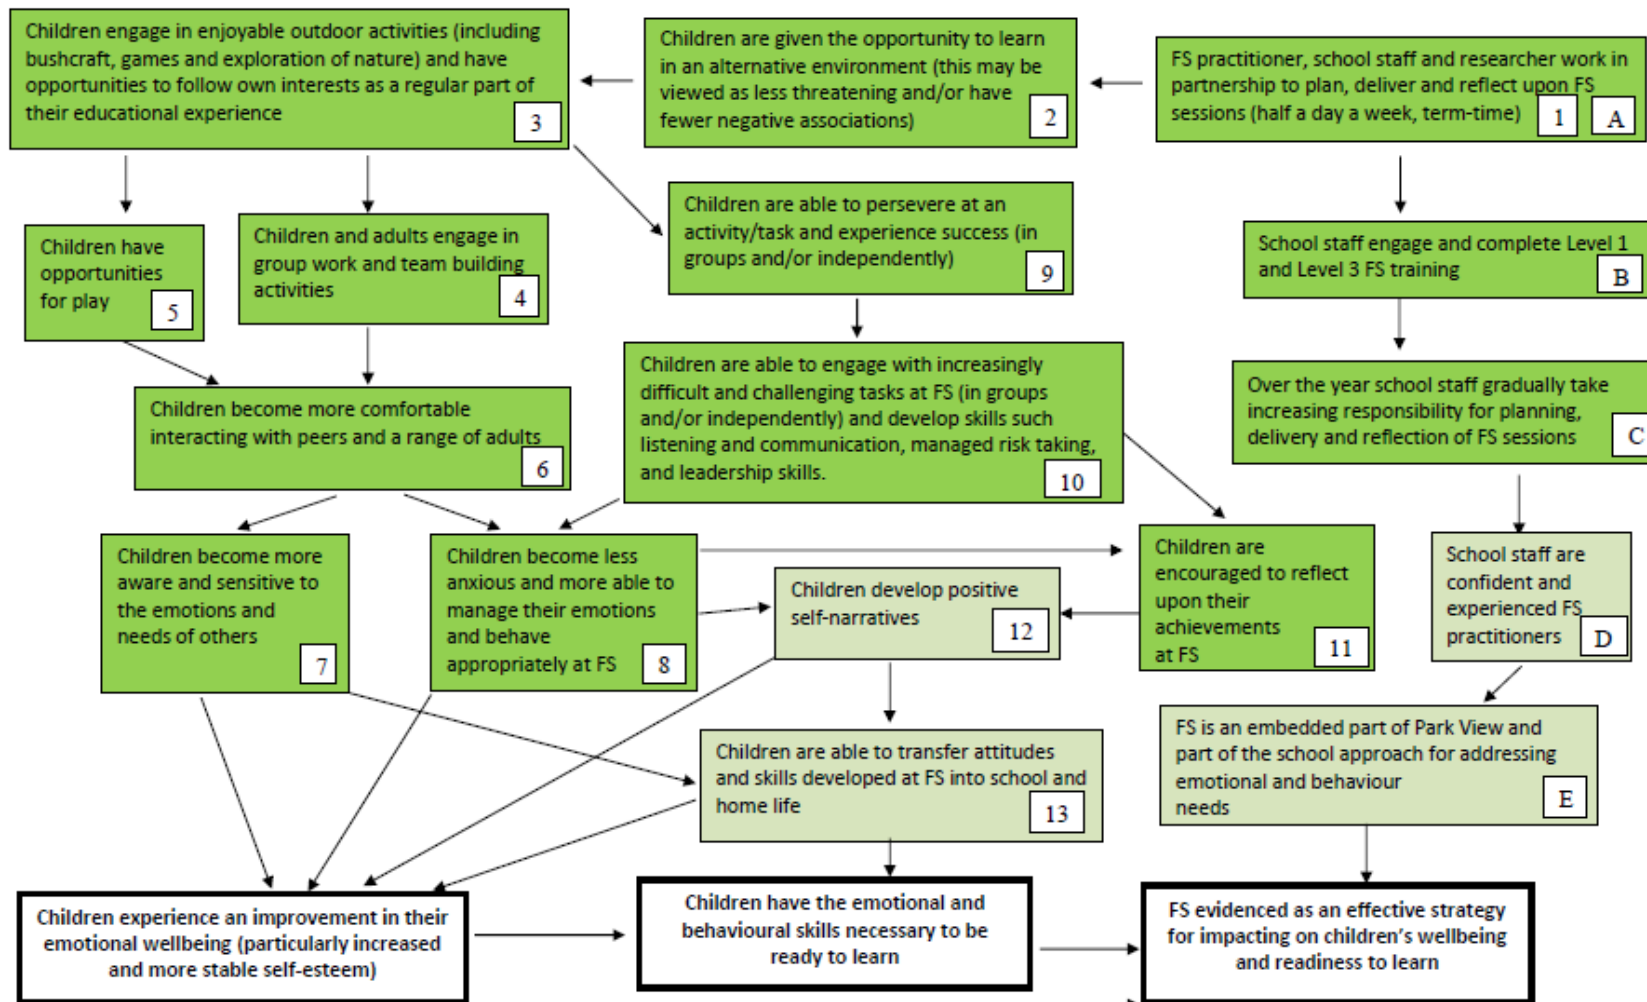 Children engage in enjoyable outdoor activities (including
bushcraft, games and exploration of nature) and have
opportunities to follow own interests as a regular part of
their educational experience
3
Children are given the opportunity to learn
in an alternative environment (this may be
viewed as less threatening and/or have
fewer negative associations)
2
FS practitioner, school staff and researcher work in
partnership to plan, deliver and reflect upon FS
sessions (half a day a week, term-time)
1
A
Children have
opportunities
for play
5
Children and adults engage in
group work and team building
activities
4
Children are able to persevere at an
activity/task and experience success (in
groups and/or independently)
9
School staff engage and complete Level 1
and Level 3 FS training
B
Children become more comfortable
interacting with peers and a range of adults
6
Children are able to engage with increasingly
difficult and challenging tasks at FS (in groups
and/or independently) and develop skills such
listening and communication, managed risk taking,
and leadership skills.
10
Over the year school staff gradually take
increasing responsibility for planning,
delivery and reflection of FS sessions
C
Children become more
aware and sensitive to
the emotions and
needs of others
7
Children become less
anxious and more able to
manage their emotions
and behave
appropriately at FS
8
Children develop positive
self-narratives
12
Children are
encouraged to reflect
upon their
achievements
at FS
11
School staff are
confident and
experienced FS
practitioners
D
Children are able to transfer attitudes
and skills developed at FS into school and
home life
13
FS is an embedded part of Park View and
part of the school approach for addressing
emotional and behaviour
needs
E
Children experience an improvement in their
emotional wellbeing (particularly increased
and more stable self-esteem)
Children have the emotional and
behavioural skills necessary to be
ready to learn
FS evidenced as an effective strategy
for impacting on children's wellbeing
and readiness to learn